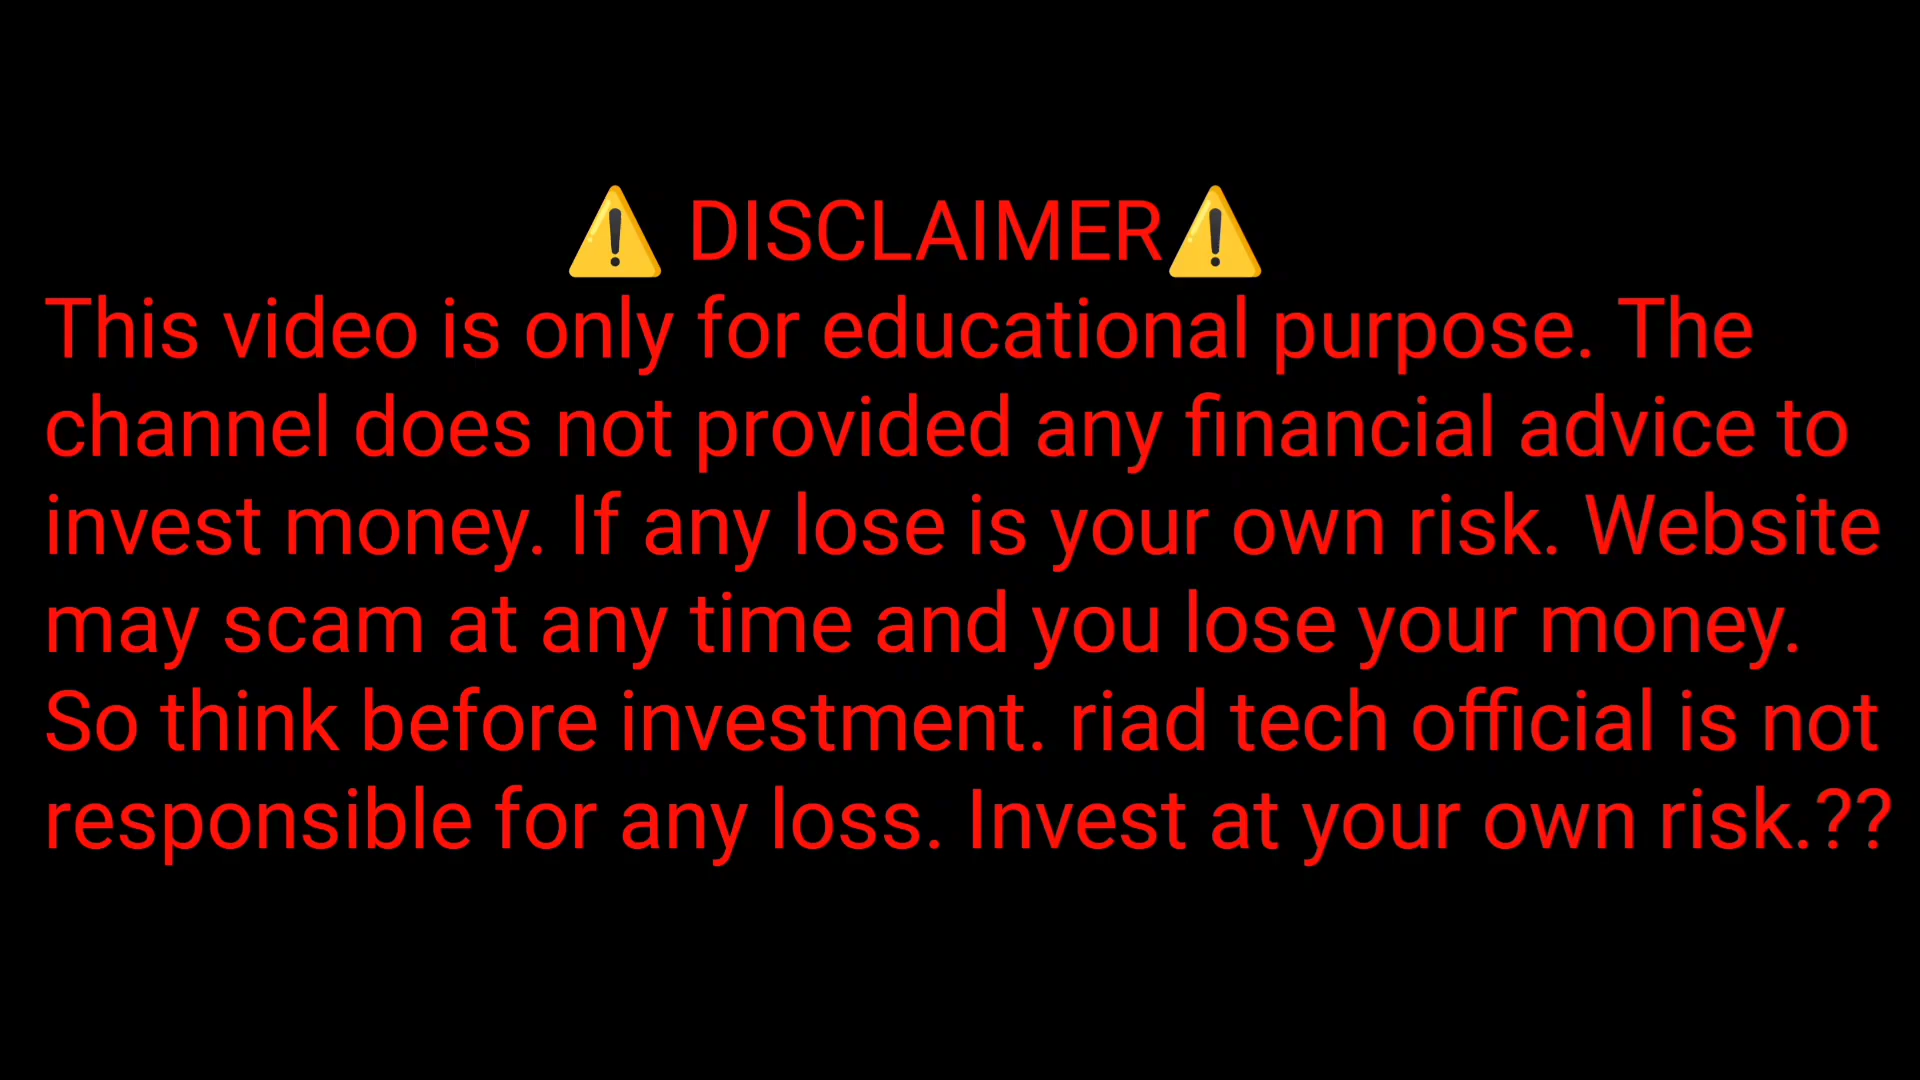 ⚠️ DISCLAIMER⚠️
This video is only for educational purpose. The
channel does not provided any financial advice to
invest money. If any lose is your own risk. Website
may scam at any time and you lose your money.
So think before investment. riad tech official is not
responsible for any loss. Invest at your own risk.??